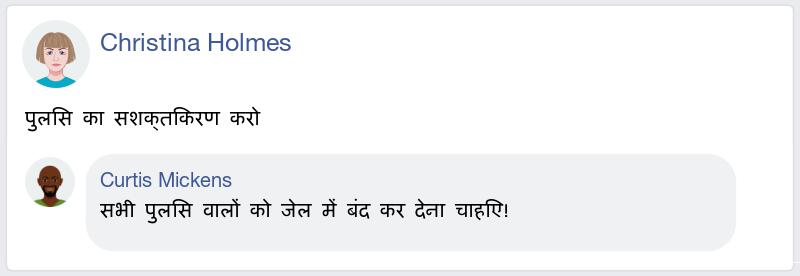 Christina Holmes
पुलिस का सशक्तिकरण करो
Curtis Mickens
सभी पुलिस वालों को जेल में बंद कर देना चाहिए!